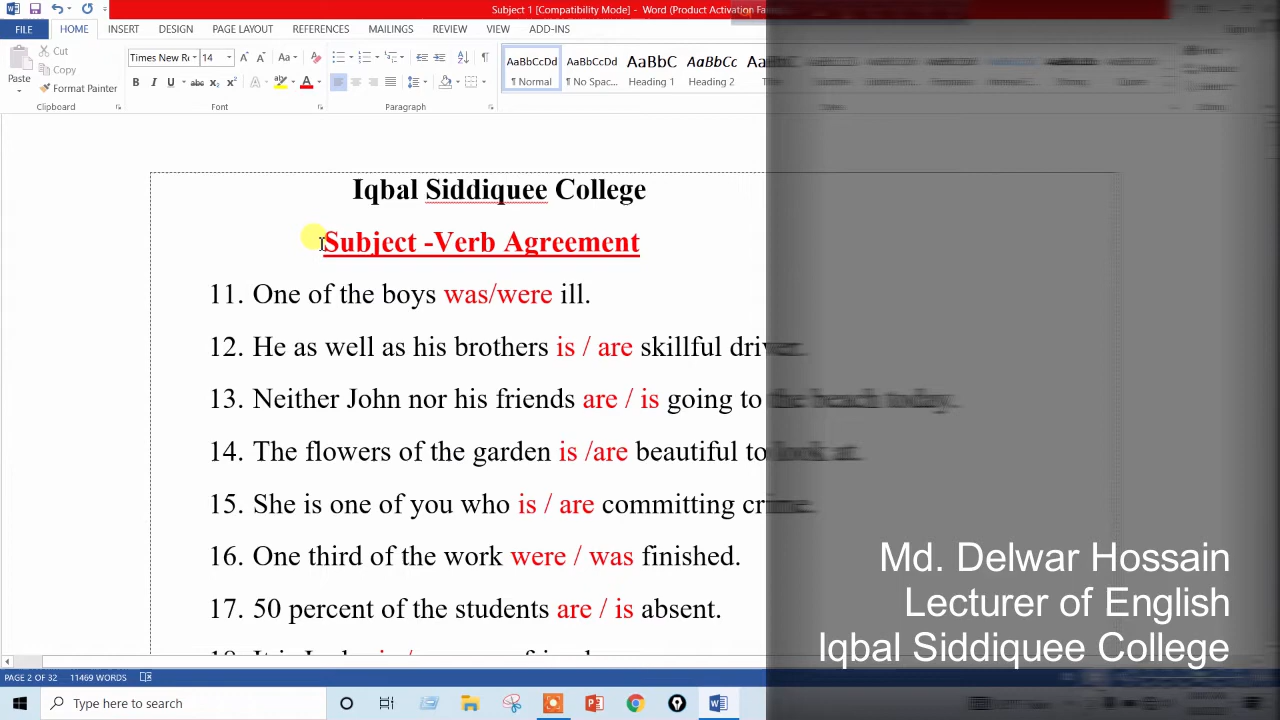 Subject 1 [Compatibility Mode] - Word (Product Activation Fa
FILE HOME INSERT DESIGN PAGE LAYOUT REFERENCES MAILINGS REVIEW VIEW ADD-INS
Paste
Cut
Copy
Format Painter
Clipboard
Times New Ro 14
Font
Paragraph
AaBbCcDd AaBbCcDd AaBbC AaBbCc
¶ Normal ¶ No Spac... Heading 1 Heading 2
Iqbal Siddiquee College
Subject -Verb Agreement
11. One of the boys was/were ill.
12. He as well as his brothers is / are skillful driver.
13. Neither John nor his friends are / is going to the beach today.
14. The flowers of the garden is /are beautiful to look at.
15. She is one of you who is / are committing crime.
16. One third of the work were / was finished.
17. 50 percent of the students are / is absent.
Md. Delwar Hossain
Lecturer of English
Iqbal Siddiquee College
PAGE 2 OF 32 11469 WORDS
Type here to search